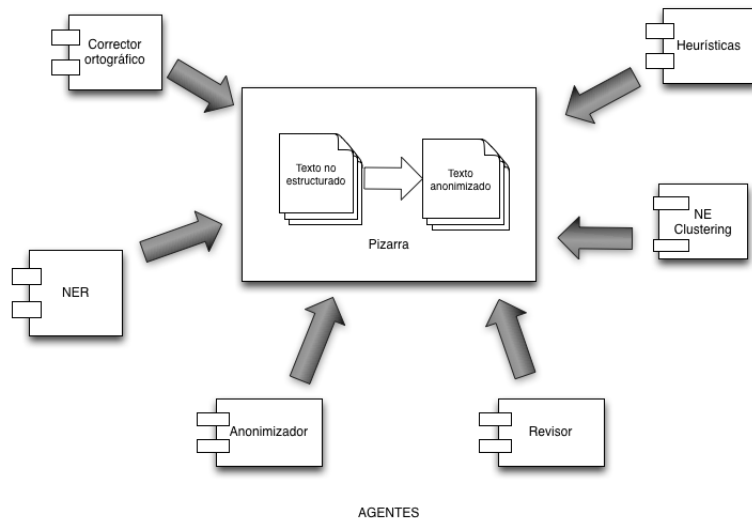 Corrector
ortográfico
Heurísticas
Texto no
estructurado
Texto
anonimizado
Pizarra
NE
Clustering
NER
Anonimizador
Revisor
AGENTES